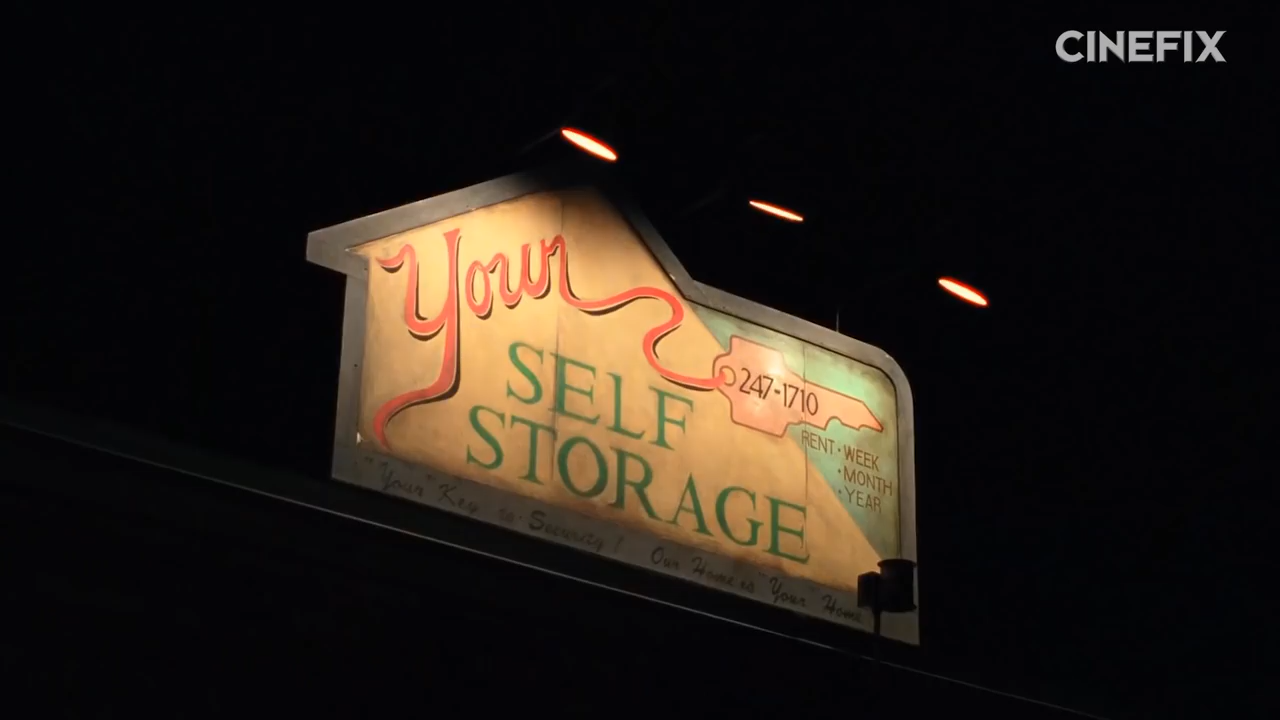 CINEFIX
Your
SELF
STORAGE
247-1710
RENT · WEEK
· MONTH
· YEAR
"Your" Key to Security! Our Home is "Your" Home